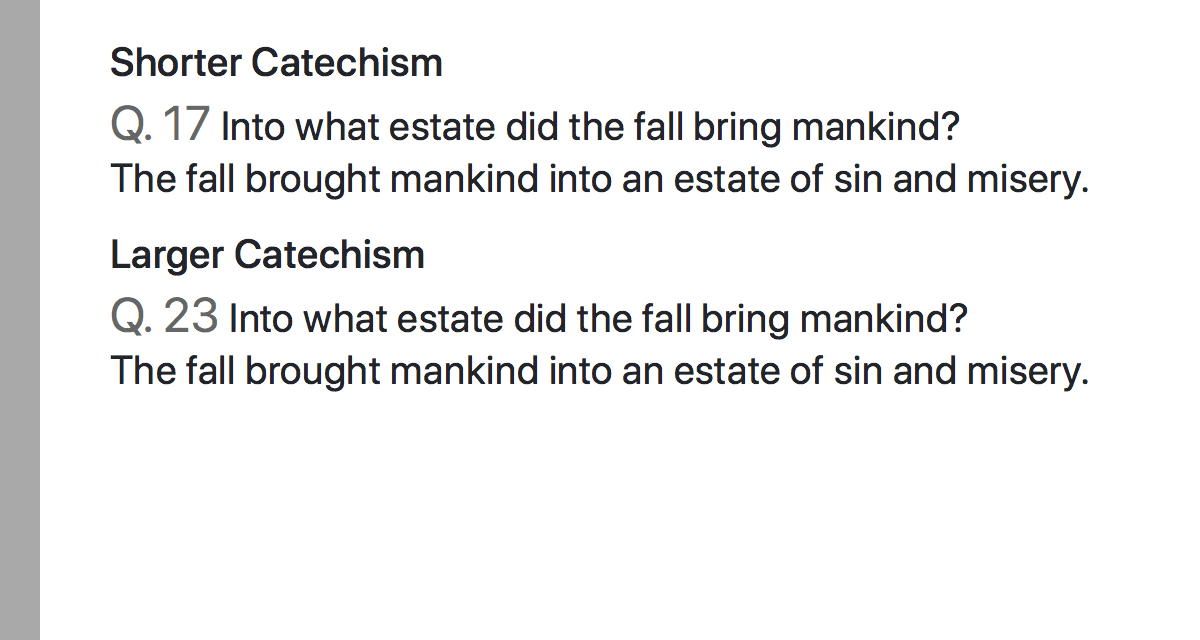 Shorter Catechism
Q. 17 Into what estate did the fall bring mankind?
The fall brought mankind into an estate of sin and misery.
Larger Catechism
Q. 23 Into what estate did the fall bring mankind?
The fall brought mankind into an estate of sin and misery.